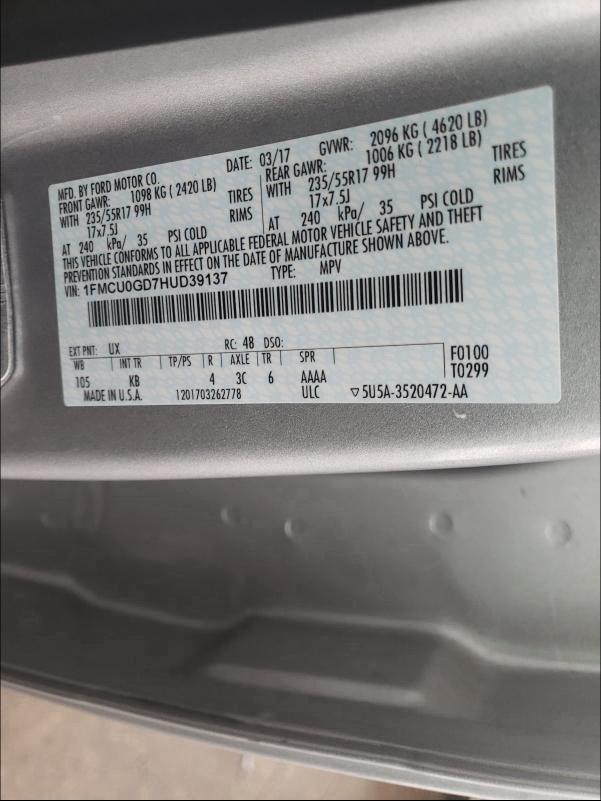 MFD. BY FORD MOTOR CO. DATE: 03/17 GVWR: 2096 KG ( 4620 LB)
FRONT GAWR: 1098 KG ( 2420 LB) REAR GAWR: 1006 KG ( 2218 LB)
WITH 235/55R17 99H TIRES WITH 235/55R17 99H TIRES
17x7.5J RIMS 17x7.5J RIMS
AT 240 kPa/ 35 PSI COLD AT 240 kPa/ 35 PSI COLD
THIS VEHICLE CONFORMS TO ALL APPLICABLE FEDERAL MOTOR VEHICLE SAFETY AND THEFT
PREVENTION STANDARDS IN EFFECT ON THE DATE OF MANUFACTURE SHOWN ABOVE.
VIN: 1FMCU0GD7HUD39137 TYPE: MPV
EXT PNT: UX RC: 48 DSO:
WB INT TR TP/PS R AXLE TR SPR F0100
105 KB 4 3C 6 AAAA T0299
MADE IN U.S.A. 1201703262778 ULC ▽5U5A-3520472-AA